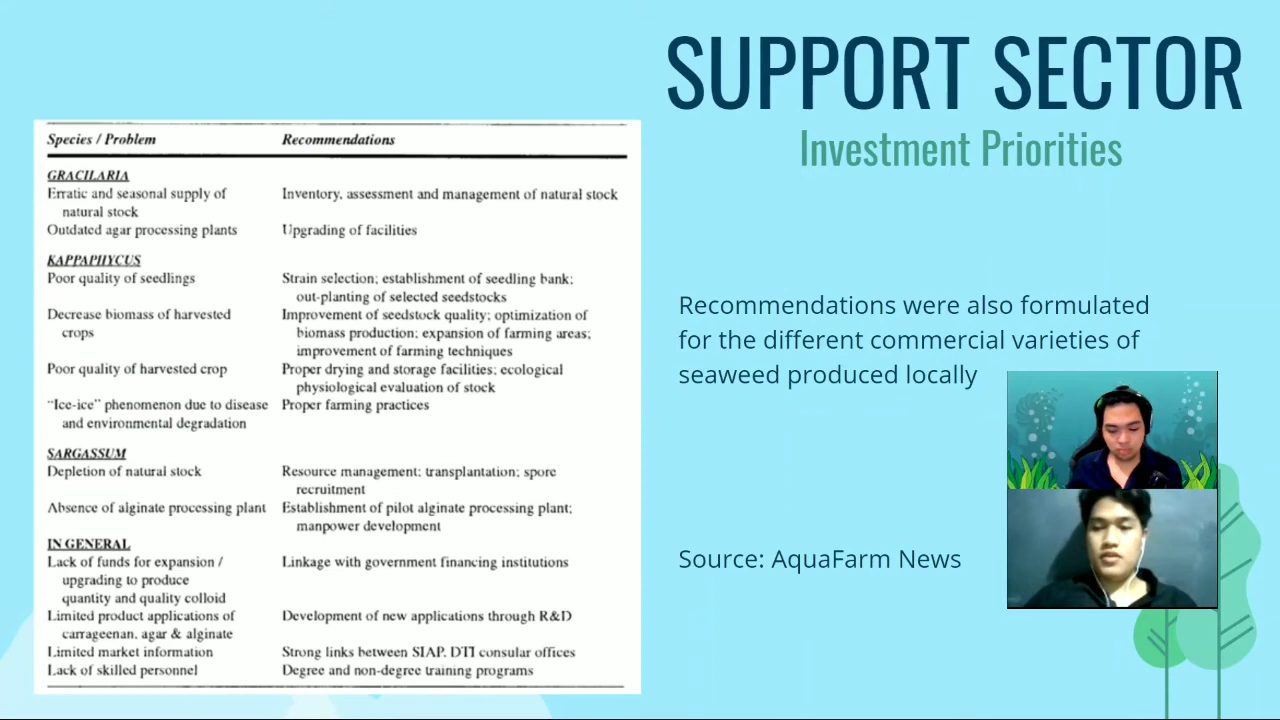 SUPPORT SECTOR
Investment Priorities
Species / Problem Recommendations
GRACILARIA
Erratic and seasonal supply of Inventory, assessment and management of natural stock
natural stock
Outdated agar processing plants Upgrading of facilities
KAPPAPHYCUS
Poor quality of seedlings Strain selection; establishment of seedling bank;
out-planting of selected seedstocks
Decrease biomass of harvested Improvement of seedstock quality; optimization of
crops biomass production; expansion of farming areas;
improvement of farming techniques
Poor quality of harvested crop Proper drying and storage facilities; ecological
physiological evaluation of stock
"Ice-ice" phenomenon due to disease Proper farming practices
and environmental degradation
SARGASSUM
Depletion of natural stock Resource management; transplantation; spore
recruitment
Absence of alginate processing plant Establishment of pilot alginate processing plant;
manpower development
IN GENERAL
Lack of funds for expansion / Linkage with government financing institutions
upgrading to produce
quantity and quality colloid
Limited product applications of Development of new applications through R&D
carrageenan, agar & alginate
Limited market information Strong links between SIAP, DTI consular offices
Lack of skilled personnel Degree and non-degree training programs
Recommendations were also formulated
for the different commercial varieties of
seaweed produced locally
Source: AquaFarm News